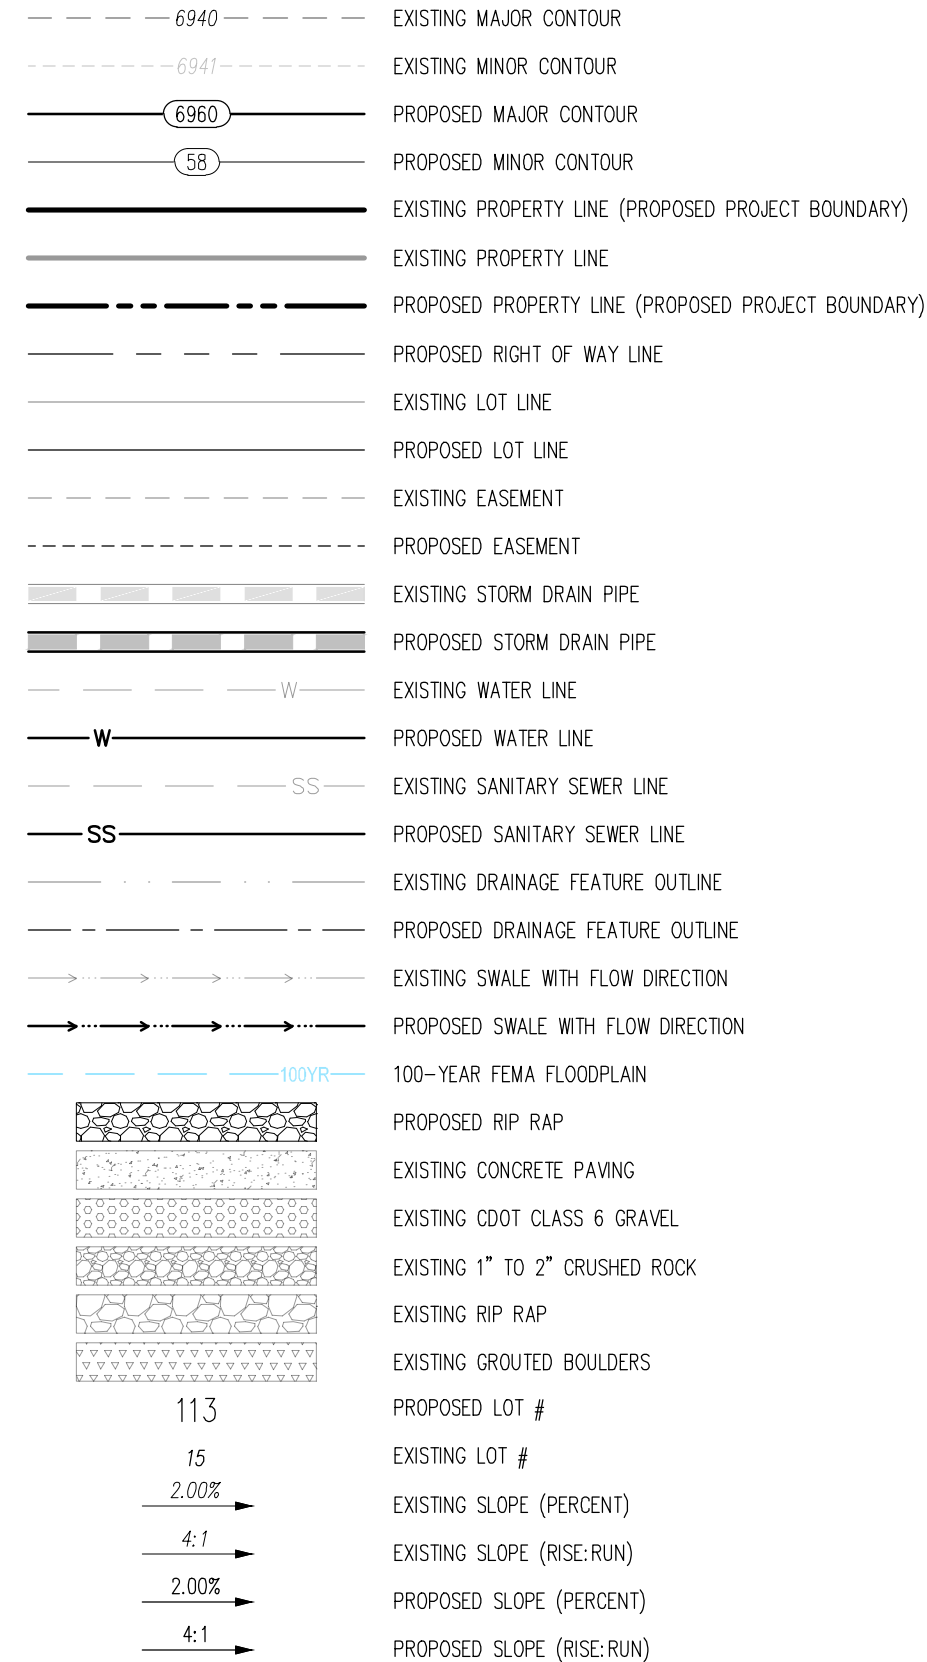 6940 EXISTING MAJOR CONTOUR
6941 EXISTING MINOR CONTOUR
6960 PROPOSED MAJOR CONTOUR
58 PROPOSED MINOR CONTOUR
EXISTING PROPERTY LINE (PROPOSED PROJECT BOUNDARY)
EXISTING PROPERTY LINE
PROPOSED PROPERTY LINE (PROPOSED PROJECT BOUNDARY)
PROPOSED RIGHT OF WAY LINE
EXISTING LOT LINE
PROPOSED LOT LINE
EXISTING EASEMENT
PROPOSED EASEMENT
EXISTING STORM DRAIN PIPE
PROPOSED STORM DRAIN PIPE
W EXISTING WATER LINE
W PROPOSED WATER LINE
SS EXISTING SANITARY SEWER LINE
SS PROPOSED SANITARY SEWER LINE
EXISTING DRAINAGE FEATURE OUTLINE
PROPOSED DRAINAGE FEATURE OUTLINE
EXISTING SWALE WITH FLOW DIRECTION
PROPOSED SWALE WITH FLOW DIRECTION
100YR 100-YEAR FEMA FLOODPLAIN
PROPOSED RIP RAP
EXISTING CONCRETE PAVING
EXISTING CDOT CLASS 6 GRAVEL
EXISTING 1" TO 2" CRUSHED ROCK
EXISTING RIP RAP
EXISTING GROUTED BOULDERS
113 PROPOSED LOT #
15 EXISTING LOT #
2.00% EXISTING SLOPE (PERCENT)
4:1 EXISTING SLOPE (RISE:RUN)
2.00% PROPOSED SLOPE (PERCENT)
4:1 PROPOSED SLOPE (RISE:RUN)